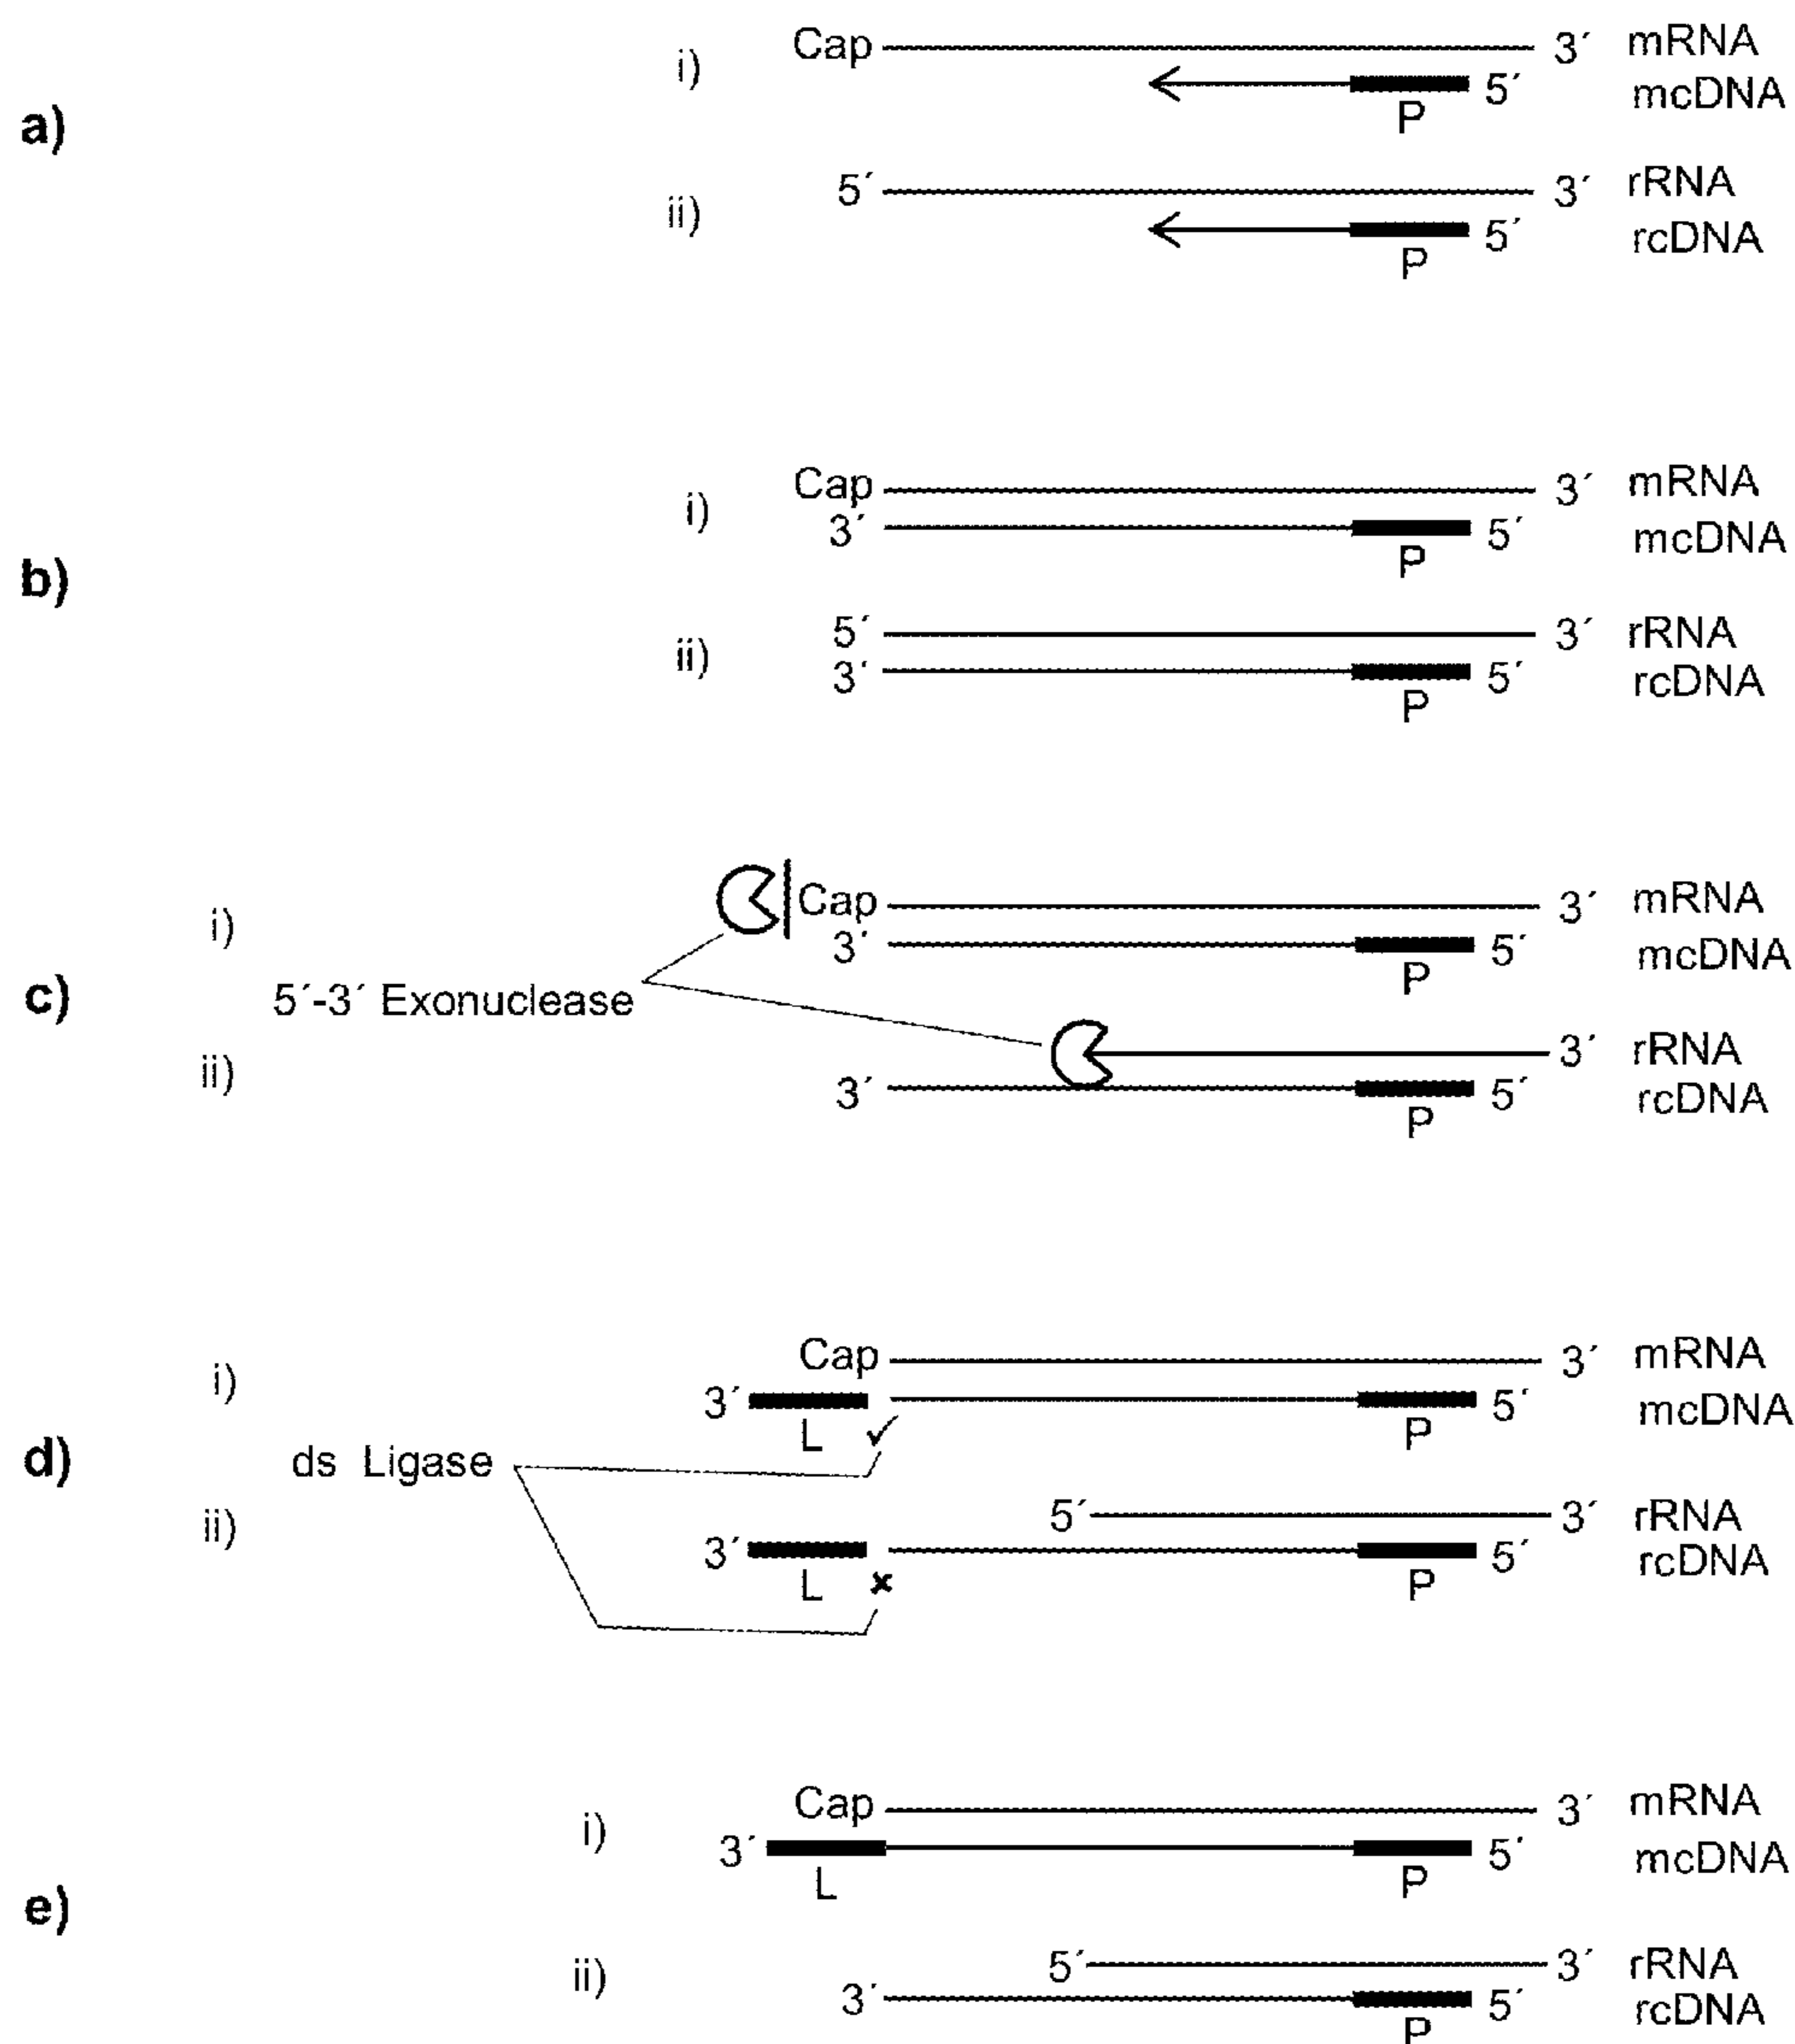 a)
i)
Cap 3´ mRNA
5´ mcDNA
P
ii)
5´ 3´ rRNA
5´ rcDNA
P
b)
i)
Cap 3´ mRNA
3´ 5´ mcDNA
P
ii)
5´ 3´ rRNA
3´ 5´ rcDNA
P
c)
i)
Cap 3´ mRNA
3´ 5´ mcDNA
P
5´-3´ Exonuclease
ii)
3´ rRNA
3´ 5´ rcDNA
P
d)
i)
Cap 3´ mRNA
3´ 5´ mcDNA
L P
ds Ligase
ii)
5´ 3´ rRNA
3´ 5´ rcDNA
L P
e)
i)
Cap 3´ mRNA
3´ 5´ mcDNA
L P
ii)
5´ 3´ rRNA
3´ 5´ rcDNA
P